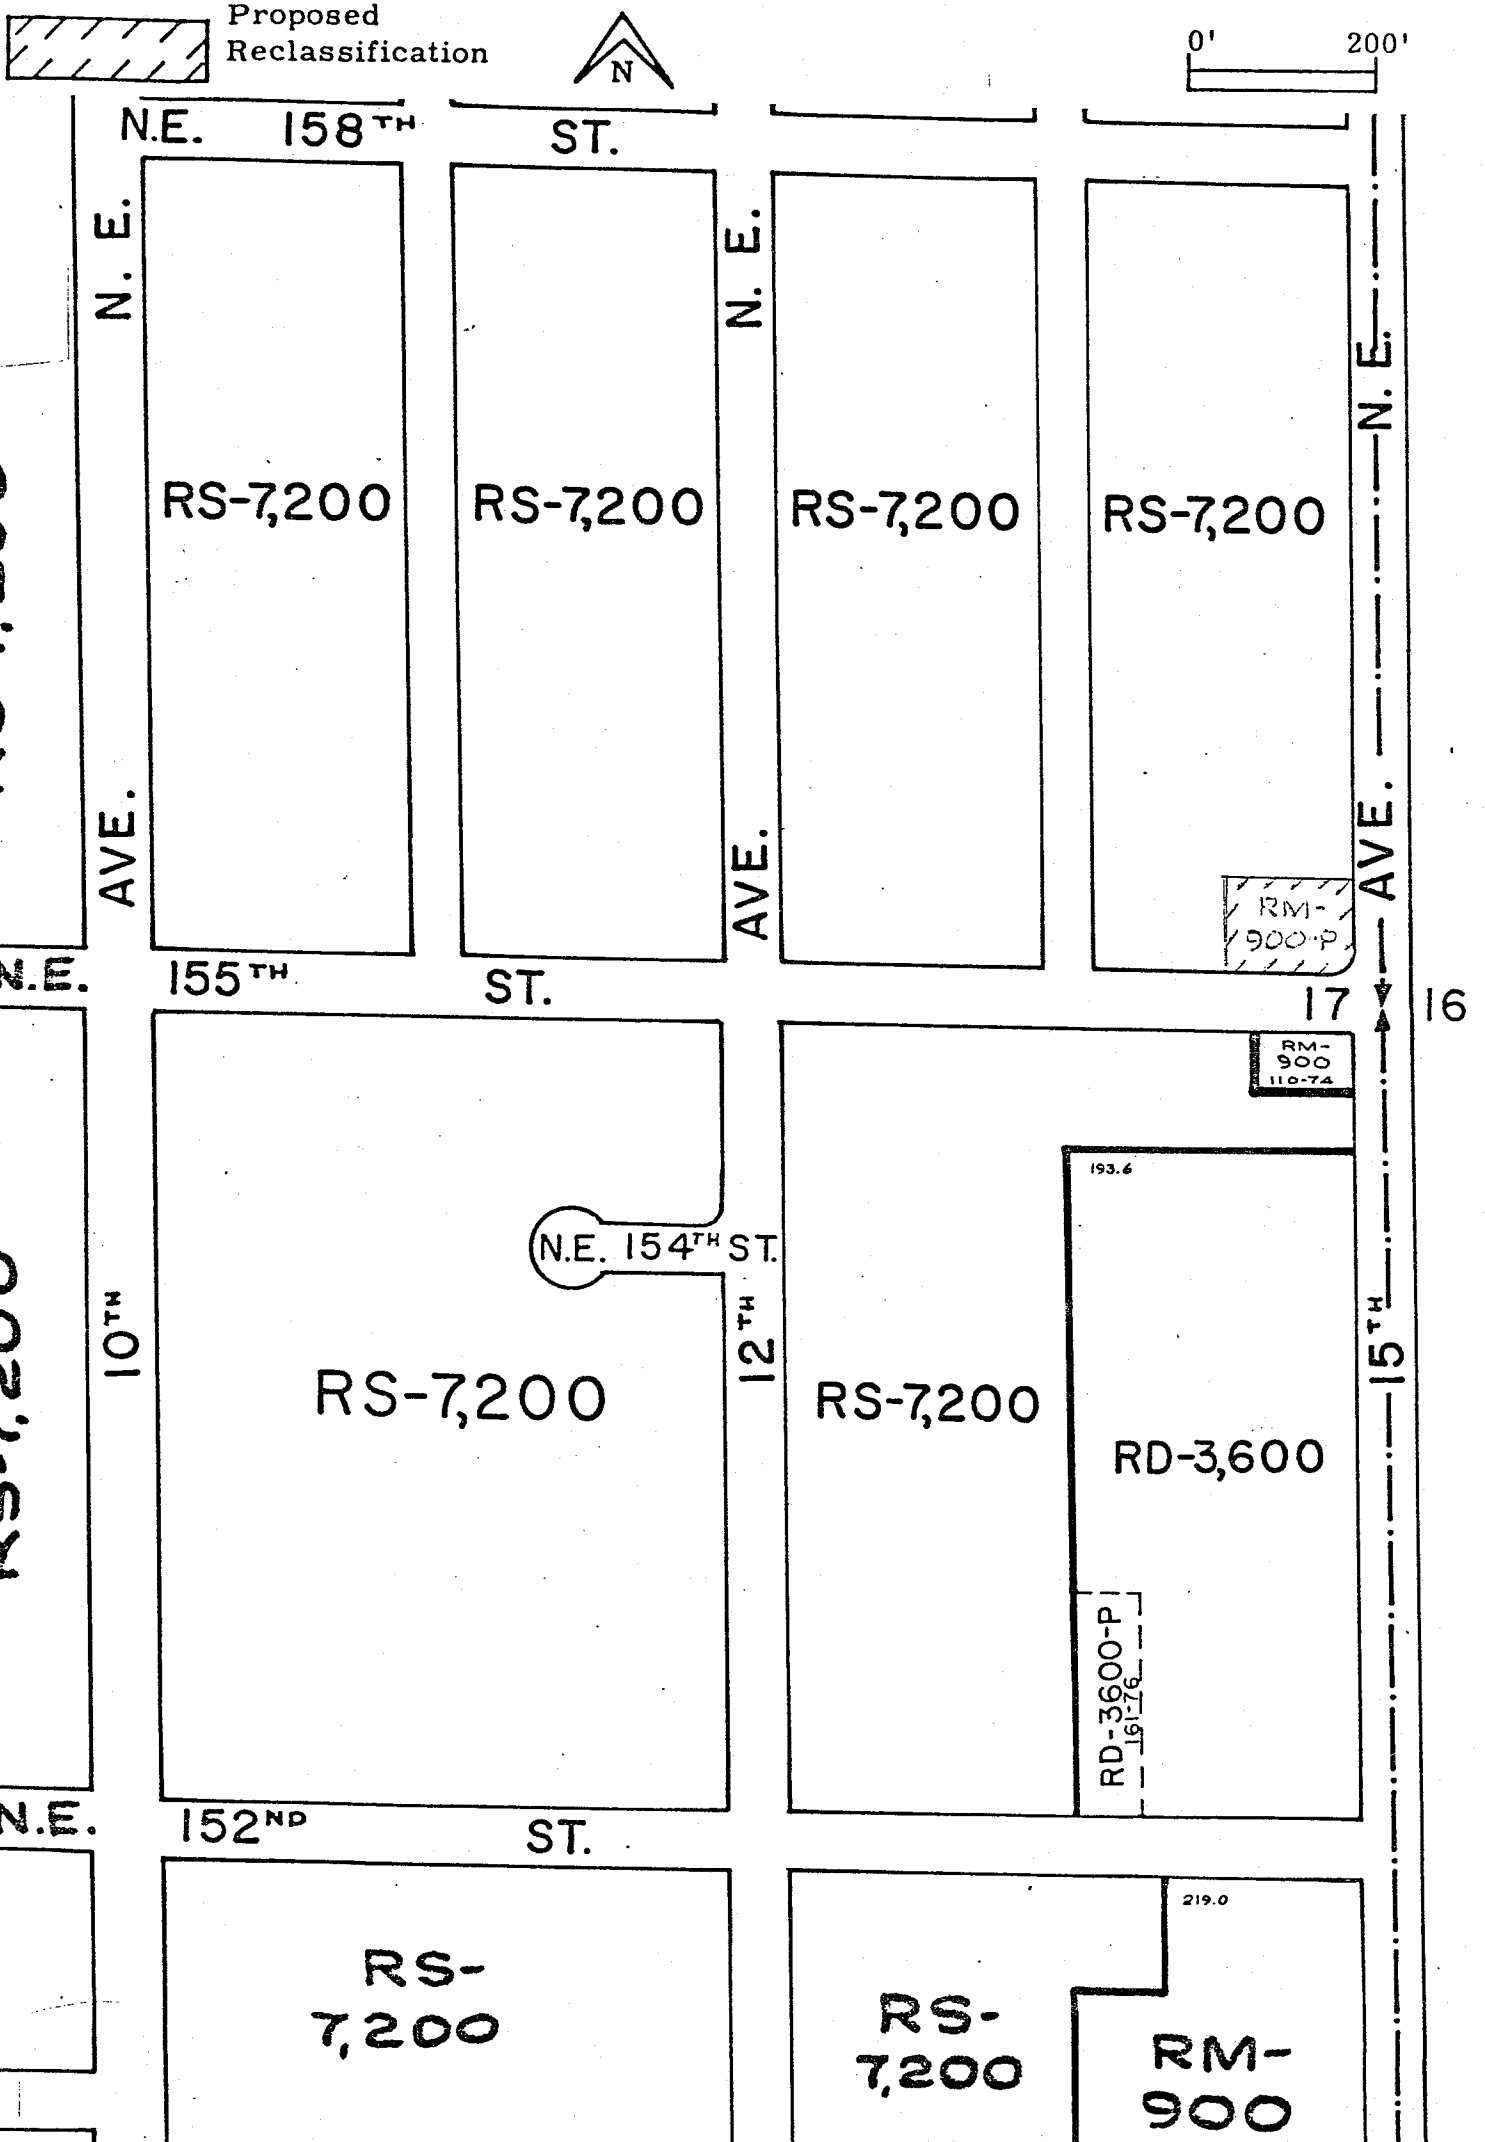 Proposed
Reclassification
N
0' 200'
N.E. 158TH ST.
N. E.
N. E.
N. E.
RS-7,200
RS-7,200
RS-7,200
RS-7,200
AVE.
AVE.
AVE.
RM-
900-P
N.E. 155TH ST.
17
16
RM-
900
110-74
193.6
N.E. 154TH ST.
10TH
12TH
15TH
RS-7,200
RS-7,200
RS-7,200
RD-3,600
RD-3600-P
161-76
N.E. 152ND ST.
219.0
RS-
7,200
RS-
7,200
RM-
900